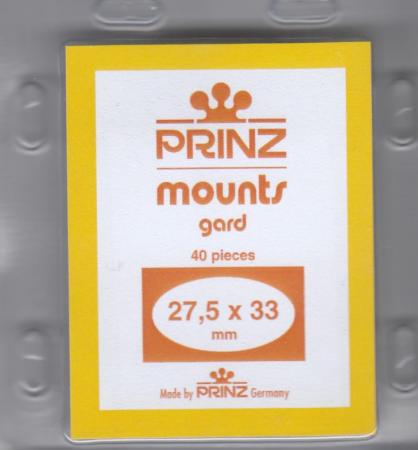 PRINZ
mounts
gard
40 pieces
27,5 x 33
mm
Made by PRINZ Germany